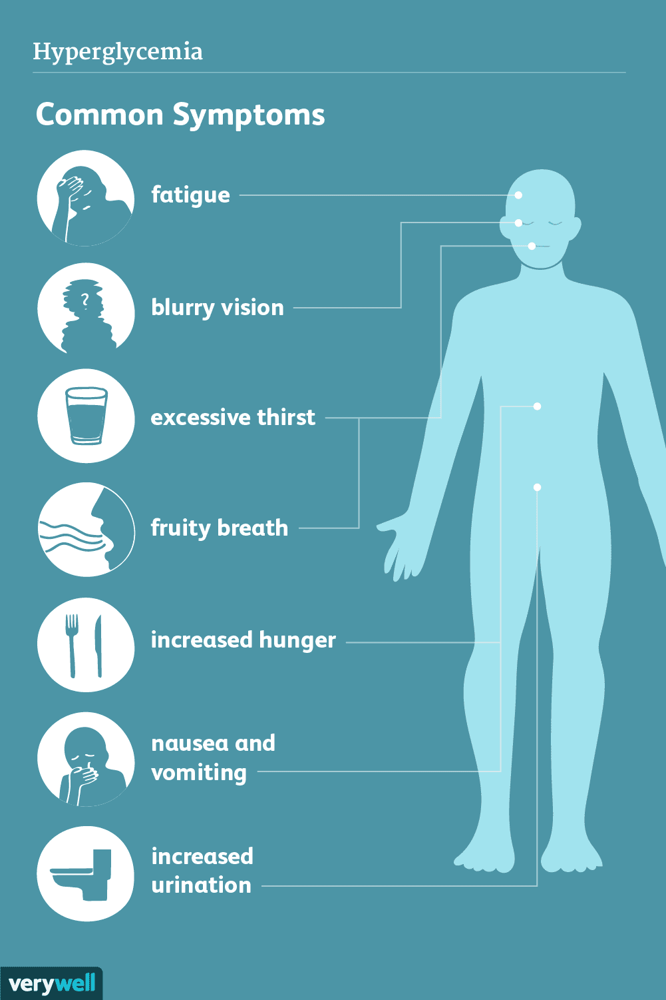 Hyperglycemia
Common Symptoms
fatigue
blurry vision
excessive thirst
fruity breath
increased hunger
nausea and
vomiting
increased
urination
verywell